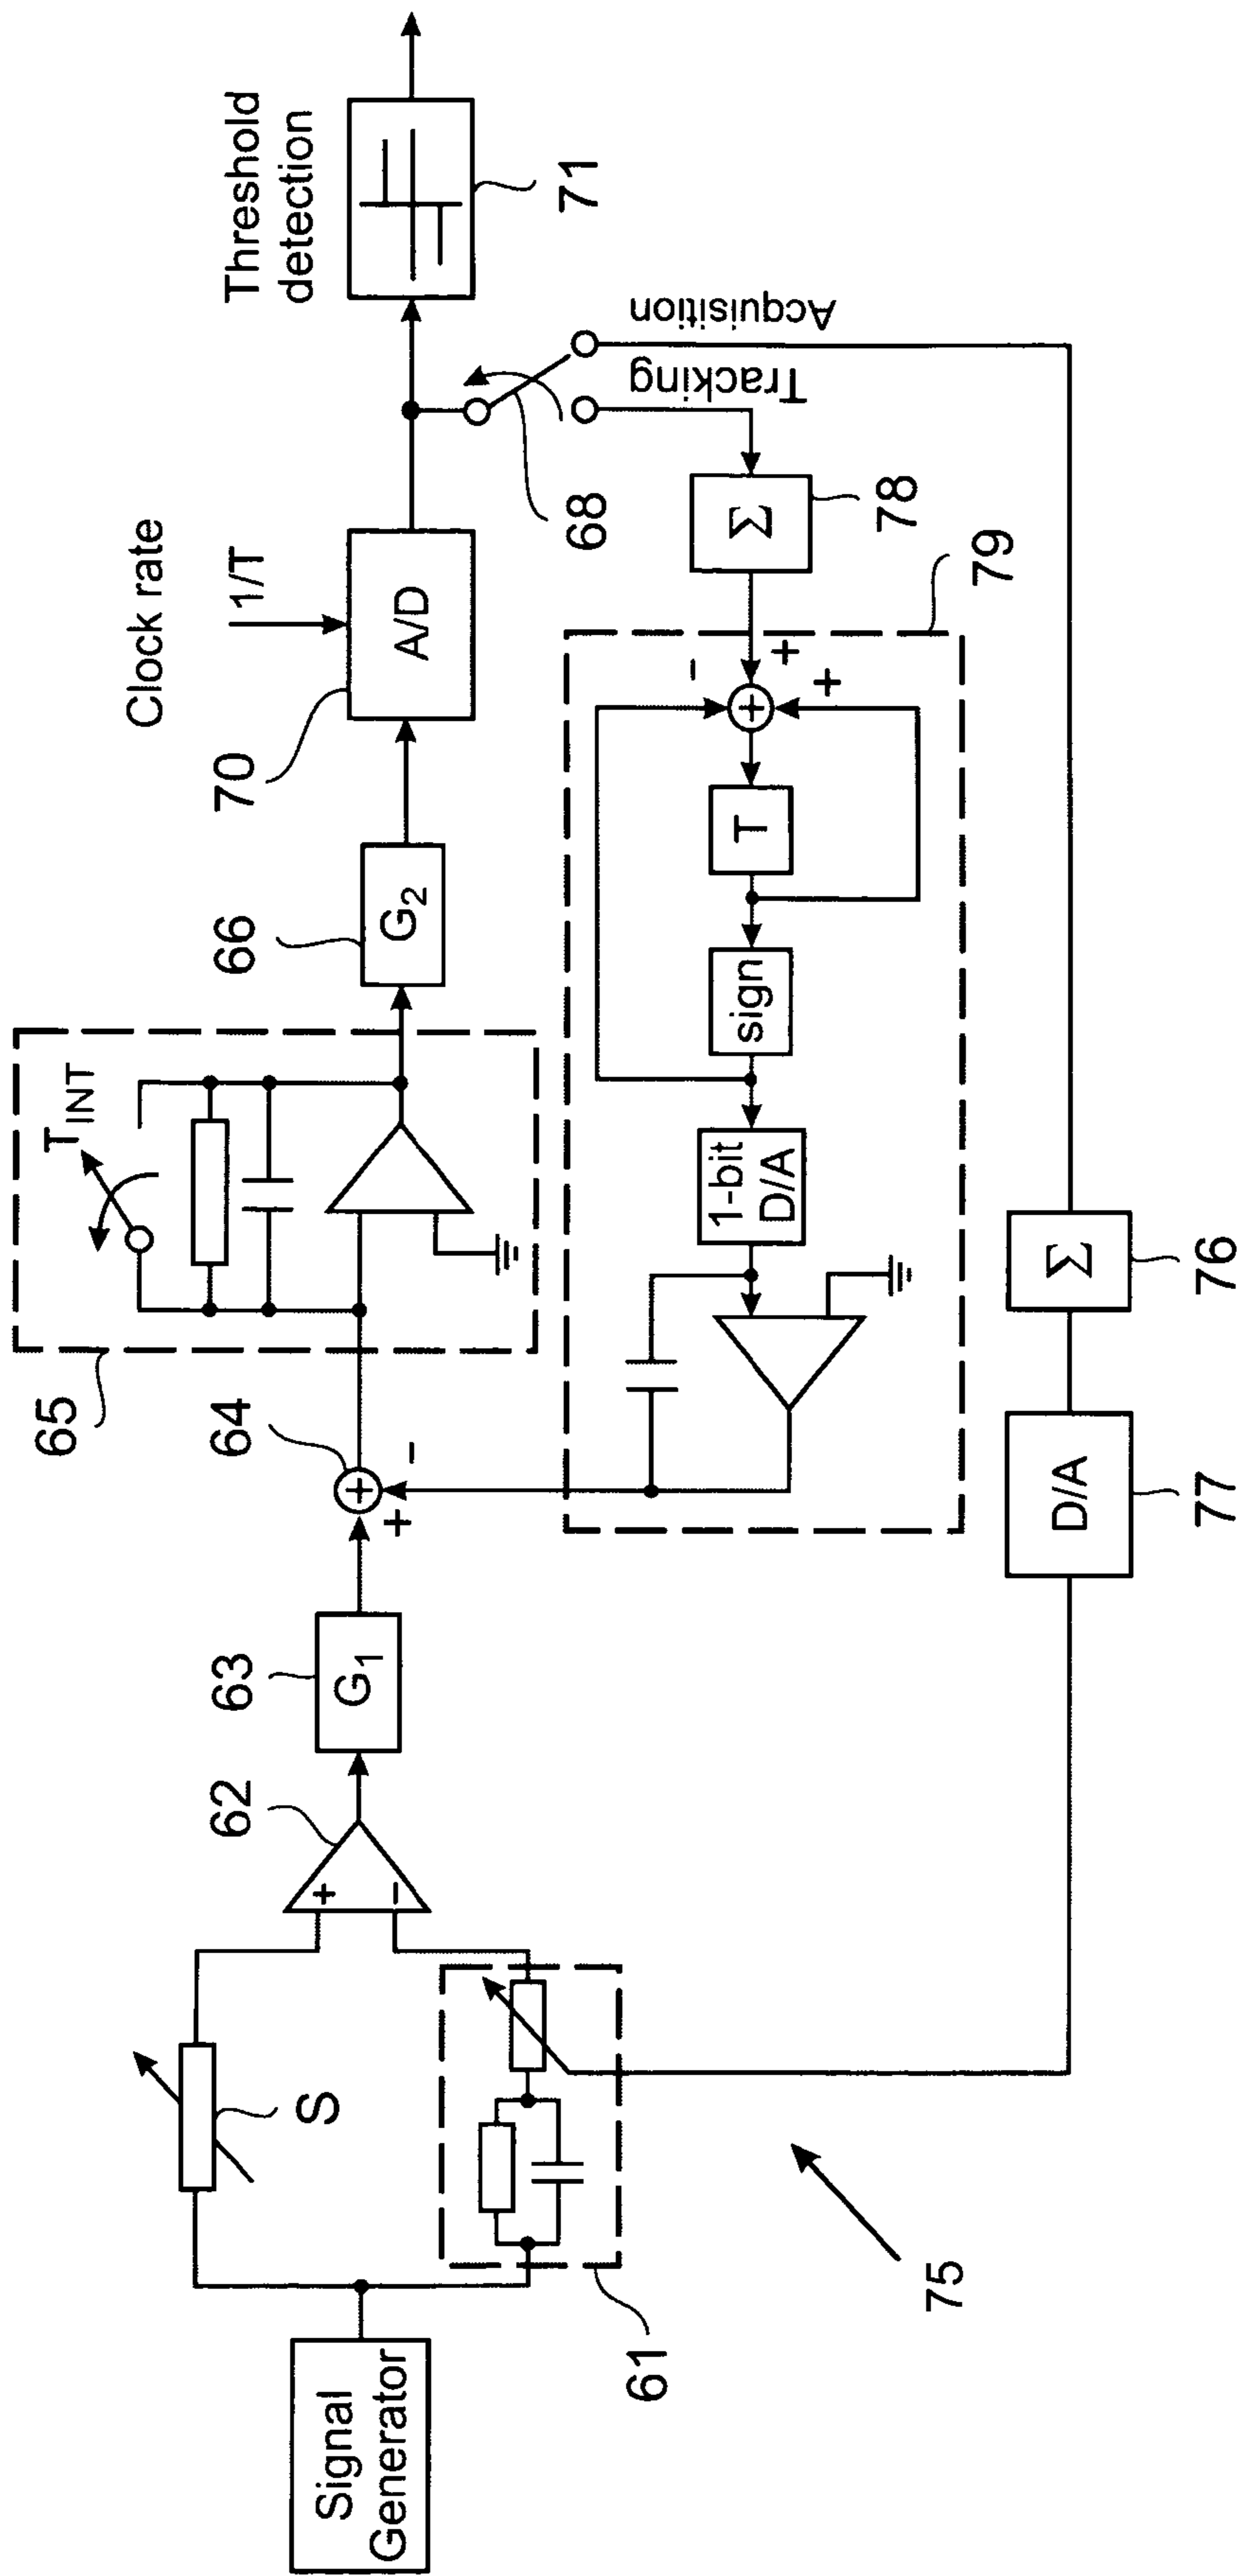 Signal
Generator
S
61
75
+
−
62
63
G1
+
-
64
65
TINT
66
G2
70
Clock rate
1/T
A/D
Threshold
detection
71
68
Tracking
Acquisition
Σ
78
79
-
+
+
+
+
T
sign
1-bit
D/A
Σ
76
D/A
77